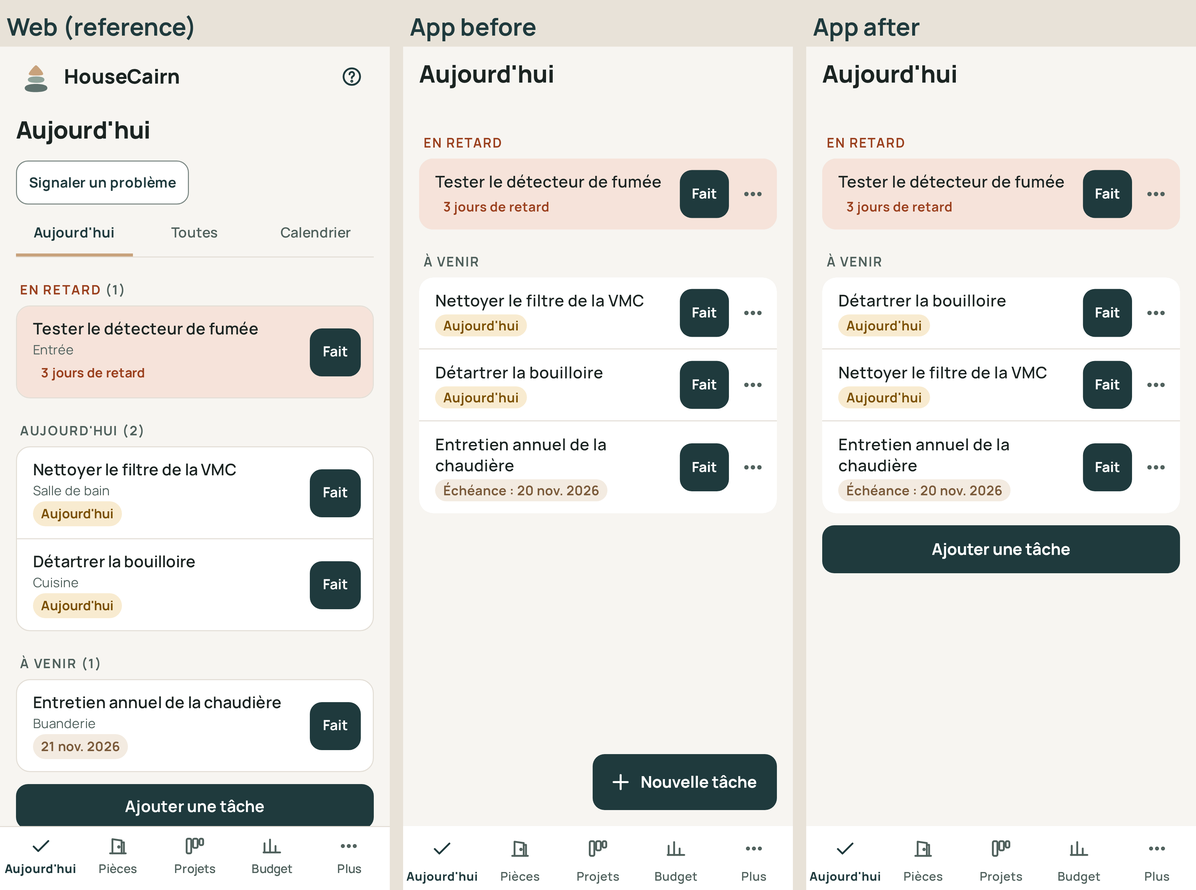 Web (reference)
HouseCairn
Aujourd'hui
Signaler un problème
Aujourd'hui
Toutes
Calendrier
EN RETARD (1)
Tester le détecteur de fumée
Entrée
3 jours de retard
Fait
AUJOURD'HUI (2)
Nettoyer le filtre de la VMC
Salle de bain
Aujourd'hui
Fait
Détartrer la bouilloire
Cuisine
Aujourd'hui
Fait
À VENIR (1)
Entretien annuel de la chaudière
Buanderie
21 nov. 2026
Fait
Ajouter une tâche
Aujourd'hui
Pièces
Projets
Budget
Plus
App before
Aujourd'hui
EN RETARD
Tester le détecteur de fumée
3 jours de retard
Fait
À VENIR
Nettoyer le filtre de la VMC
Aujourd'hui
Fait
Détartrer la bouilloire
Aujourd'hui
Fait
Entretien annuel de la
chaudière
Échéance : 20 nov. 2026
Fait
Nouvelle tâche
Aujourd'hui
Pièces
Projets
Budget
Plus
App after
Aujourd'hui
EN RETARD
Tester le détecteur de fumée
3 jours de retard
Fait
À VENIR
Détartrer la bouilloire
Aujourd'hui
Fait
Nettoyer le filtre de la VMC
Aujourd'hui
Fait
Entretien annuel de la
chaudière
Échéance : 20 nov. 2026
Fait
Ajouter une tâche
Aujourd'hui
Pièces
Projets
Budget
Plus